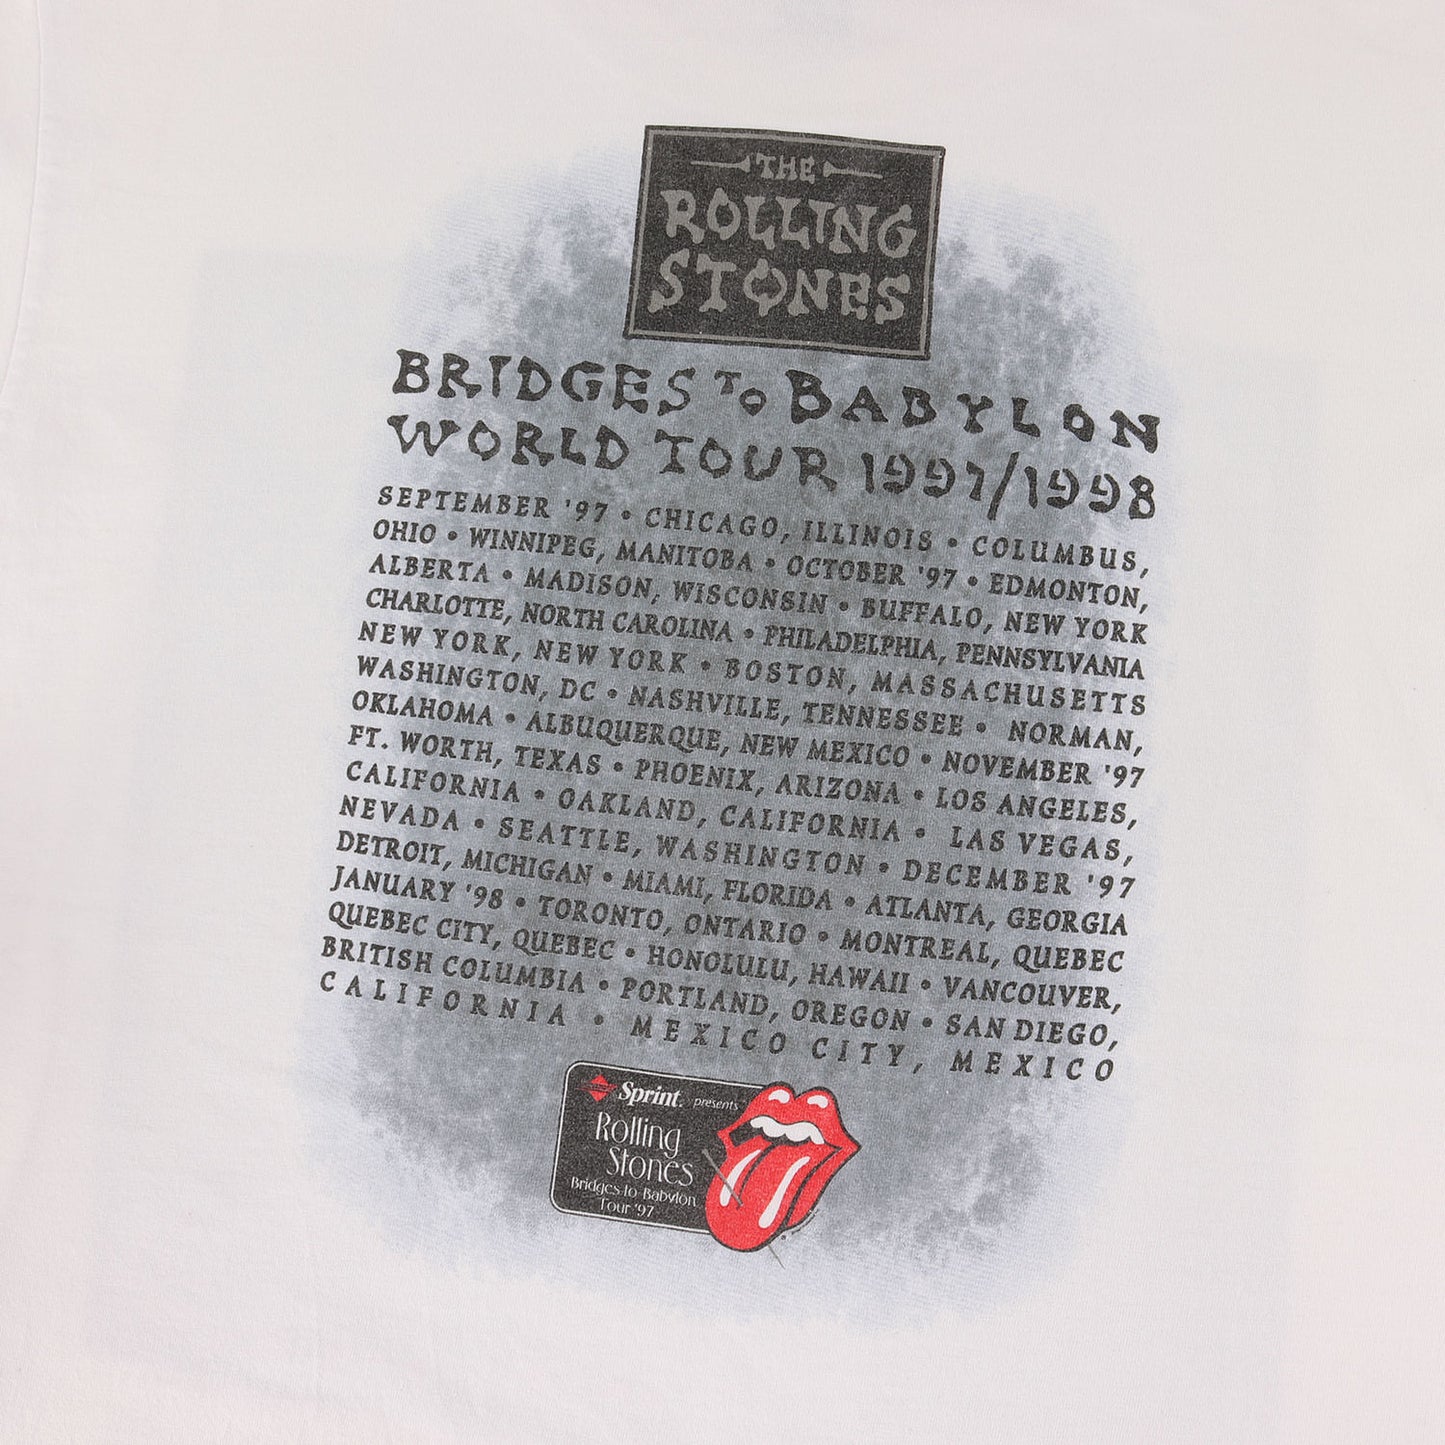 THE
ROLLING
STONES
BRIDGES TO BABYLON
WORLD TOUR 1997/1998
SEPTEMBER '97 • CHICAGO, ILLINOIS • COLUMBUS,
OHIO • WINNIPEG, MANITOBA • OCTOBER '97 • EDMONTON,
ALBERTA • MADISON, WISCONSIN • BUFFALO, NEW YORK
CHARLOTTE, NORTH CAROLINA • PHILADELPHIA, PENNSYLVANIA
NEW YORK, NEW YORK • BOSTON, MASSACHUSETTS
WASHINGTON, DC • NASHVILLE, TENNESSEE • NORMAN,
OKLAHOMA • ALBUQUERQUE, NEW MEXICO • NOVEMBER '97
FT. WORTH, TEXAS • PHOENIX, ARIZONA • LOS ANGELES,
CALIFORNIA • OAKLAND, CALIFORNIA • LAS VEGAS,
NEVADA • SEATTLE, WASHINGTON • DECEMBER '97
DETROIT, MICHIGAN • MIAMI, FLORIDA • ATLANTA, GEORGIA
JANUARY '98 • TORONTO, ONTARIO • MONTREAL, QUEBEC
QUEBEC CITY, QUEBEC • HONOLULU, HAWAII • VANCOUVER,
BRITISH COLUMBIA • PORTLAND, OREGON • SAN DIEGO,
CALIFORNIA • MEXICO CITY, MEXICO
Sprint. presents
Rolling
Stones
Bridges to Babylon
Tour '97